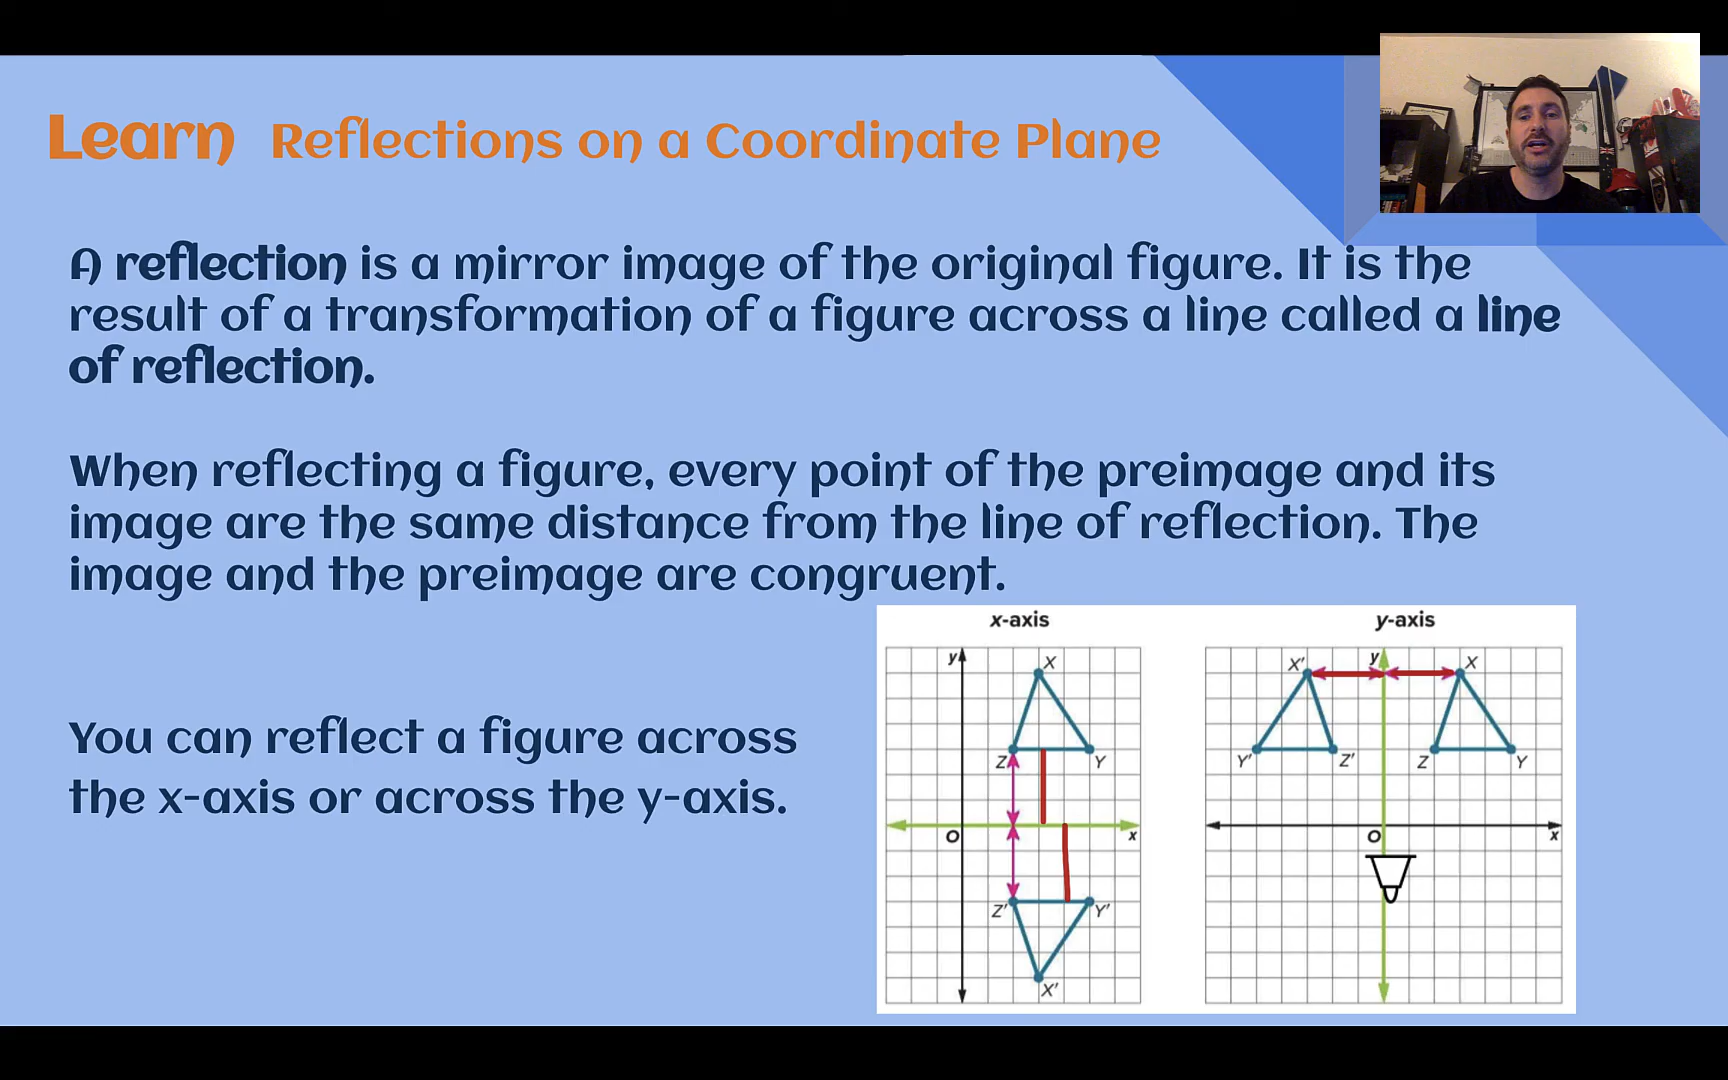 Learn Reflections on a Coordinate Plane
A reflection is a mirror image of the original figure. It is the
result of a transformation of a figure across a line called a line
of reflection.
When reflecting a figure, every point of the preimage and its
image are the same distance from the line of reflection. The
image and the preimage are congruent.
You can reflect a figure across
the x-axis or across the y-axis.
x-axis
y
X
Z
Y
O
x
Z'
Y'
X'
y-axis
X'
y
X
Y'
Z'
Z
Y
O
x